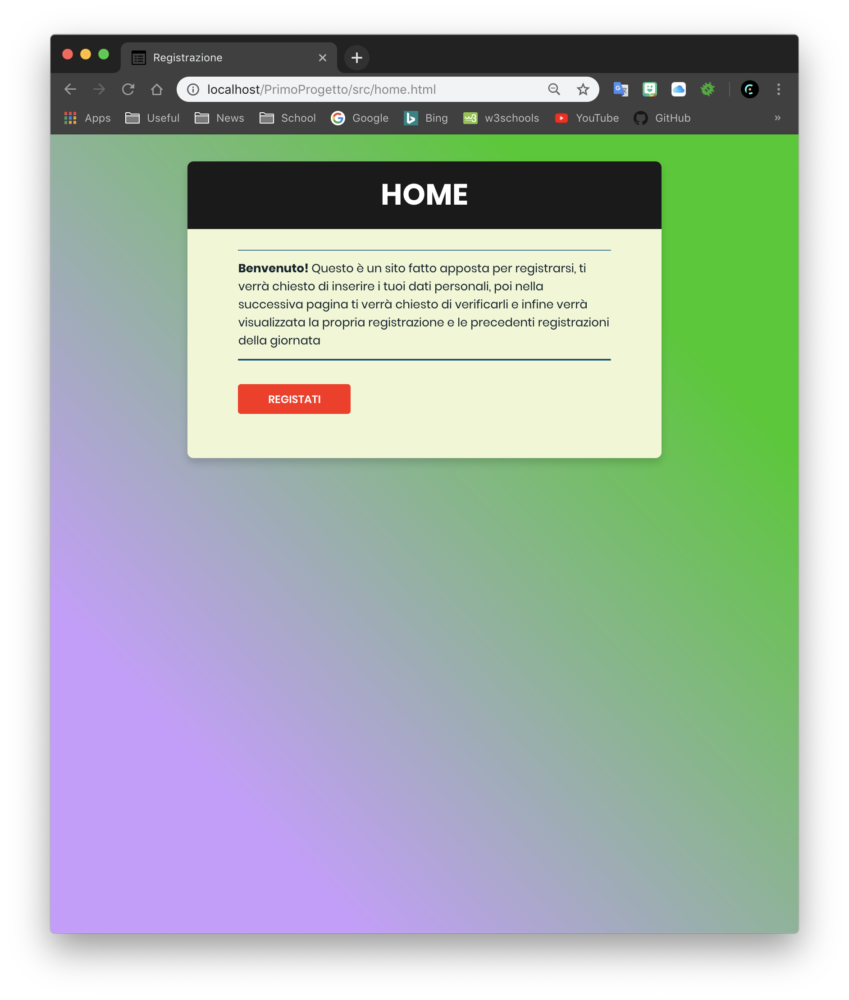 Registrazione
localhost/PrimoProgetto/src/home.html
Apps Useful News School Google Bing w3schools YouTube GitHub »
HOME
Benvenuto! Questo è un sito fatto apposta per registrarsi, ti
verrà chiesto di inserire i tuoi dati personali, poi nella
successiva pagina ti verrà chiesto di verificarli e infine verrà
visualizzata la propria registrazione e le precedenti registrazioni
della giornata
REGISTATI